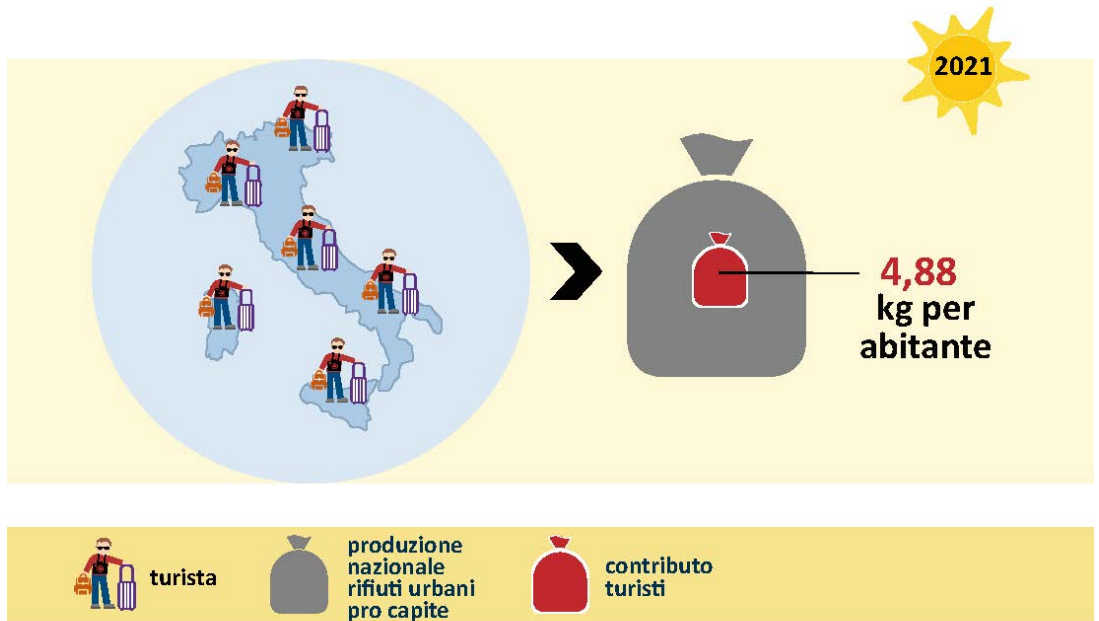 2021
4,88
kg per
abitante
turista
produzione
nazionale
rifiuti urbani
pro capite
contributo
turisti